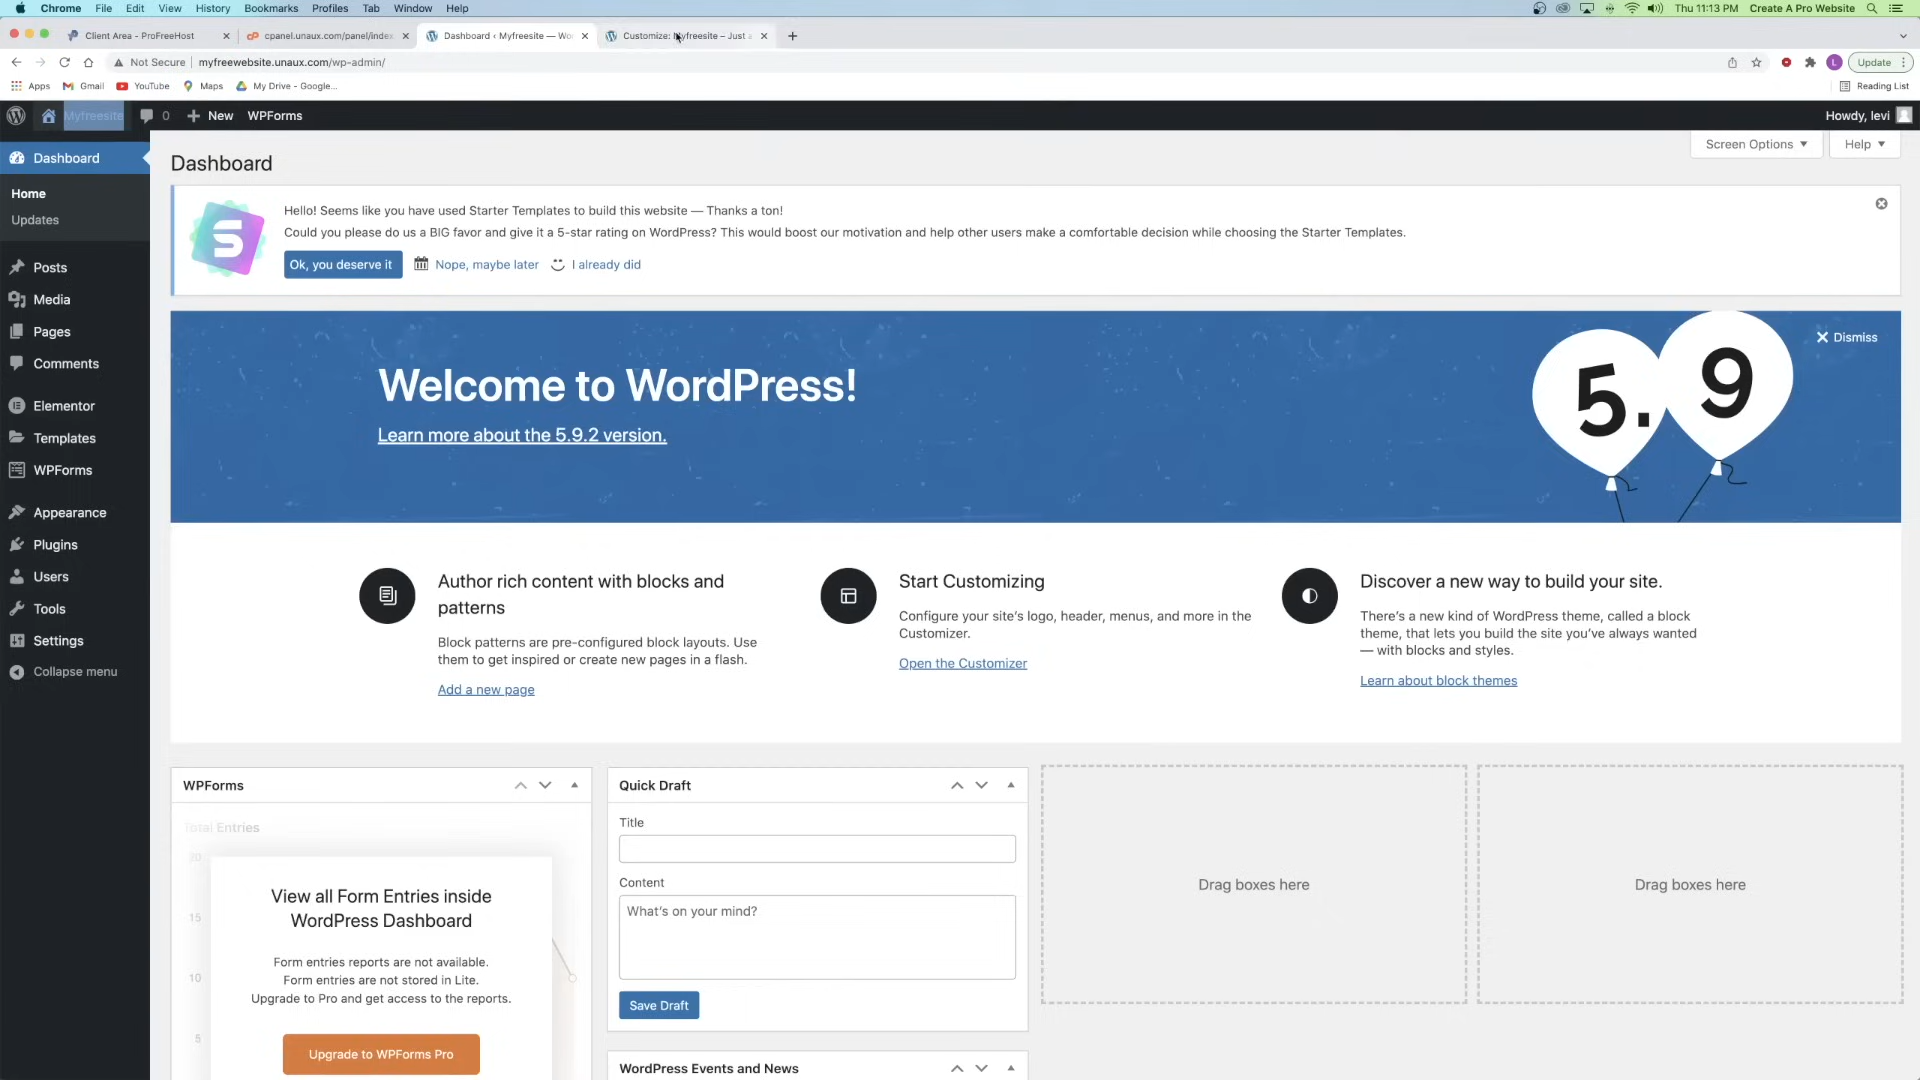 Chrome File Edit View History Bookmarks Profiles Tab Window Help
Thu 11:13 PM Create A Pro Website
Client Area - ProFreeHost
cpanel.unaux.com/panel/index
Dashboard ‹ Myfreesite — Wo
Customize: Myfreesite – Just a
Not Secure | myfreewebsite.unaux.com/wp-admin/
L
Update
Apps Gmail YouTube Maps My Drive - Google...
Reading List
Myfreesite 0 + New WPForms
Howdy, levi
Dashboard
Home
Updates
Posts
Media
Pages
Comments
Elementor
Templates
WPForms
Appearance
Plugins
Users
Tools
Settings
Collapse menu
Screen Options ▼
Help ▼
Dashboard
S
Hello! Seems like you have used Starter Templates to build this website — Thanks a ton!
Could you please do us a BIG favor and give it a 5-star rating on WordPress? This would boost our motivation and help other users make a comfortable decision while choosing the Starter Templates.
Ok, you deserve it
Nope, maybe later
I already did
Welcome to WordPress!
Learn more about the 5.9.2 version.
5.9
Dismiss
Author rich content with blocks and
patterns
Block patterns are pre-configured block layouts. Use
them to get inspired or create new pages in a flash.
Add a new page
Start Customizing
Configure your site's logo, header, menus, and more in the
Customizer.
Open the Customizer
Discover a new way to build your site.
There's a new kind of WordPress theme, called a block
theme, that lets you build the site you've always wanted
— with blocks and styles.
Learn about block themes
WPForms
Total Entries
20
15
10
5
View all Form Entries inside
WordPress Dashboard
Form entries reports are not available.
Form entries are not stored in Lite.
Upgrade to Pro and get access to the reports.
Upgrade to WPForms Pro
Quick Draft
Title
Content
What's on your mind?
Save Draft
WordPress Events and News
Drag boxes here
Drag boxes here